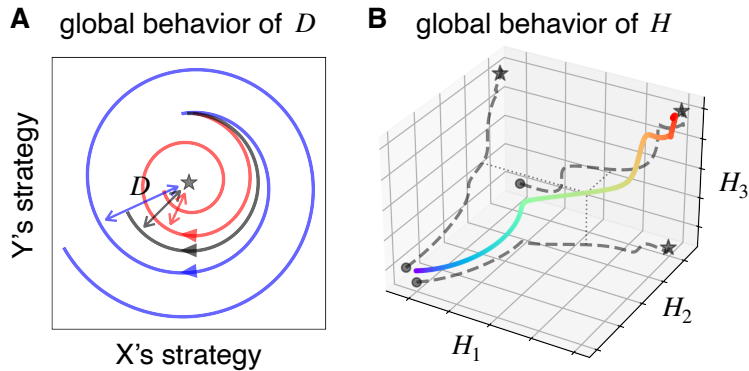 A global behavior of D
D
Y's strategy
X's strategy
B global behavior of H
H₃
H₂
H₁